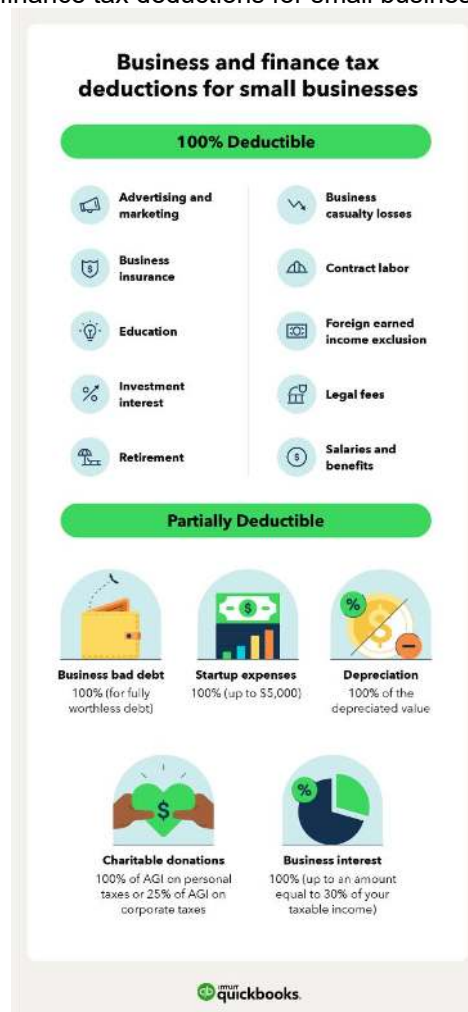 Business and finance tax
deductions for small businesses
100% Deductible
Advertising and
marketing
Business
insurance
Education
Investment
interest
Retirement
Business
casualty losses
Contract labor
Foreign earned
income exclusion
Legal fees
Salaries and
benefits
Partially Deductible
Business bad debt
100% (for fully
worthless debt)
Startup expenses
100% (up to $5,000)
Depreciation
100% of the
depreciated value
Charitable donations
100% of AGI on personal
taxes or 25% of AGI on
corporate taxes
Business interest
100% (up to an amount
equal to 30% of your
taxable income)
intuit
quickbooks.